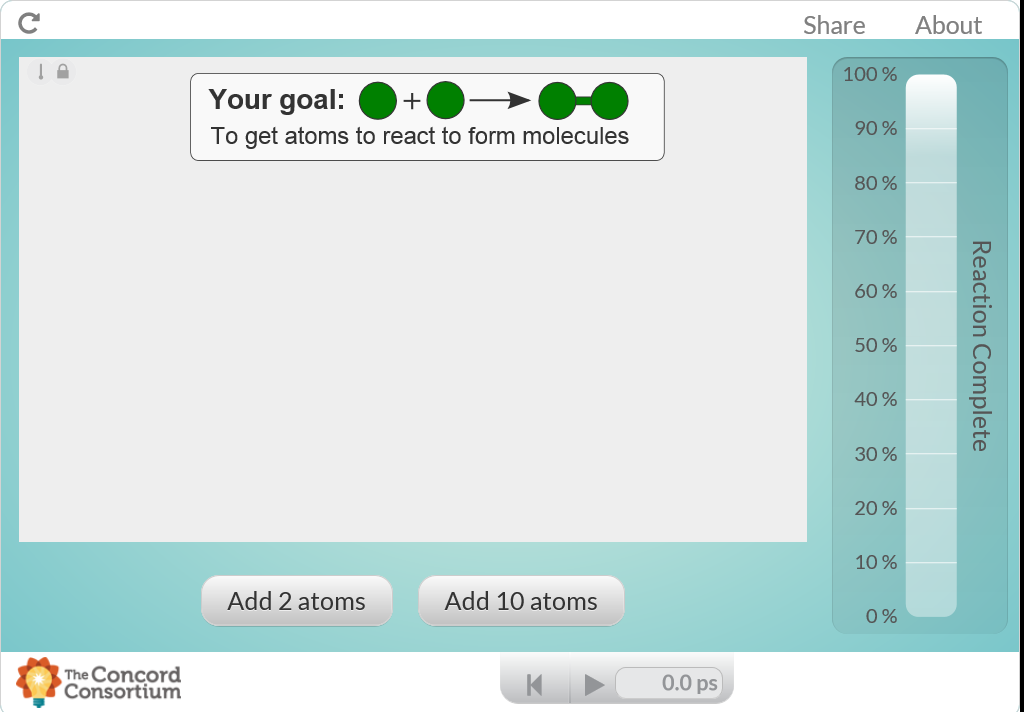 Share About
Your goal: + 
To get atoms to react to form molecules
100 %
90 %
80 %
70 %
60 %
50 %
40 %
30 %
20 %
10 %
0 %
Reaction Complete
Add 2 atoms
Add 10 atoms
The Concord
Consortium
0.0 ps